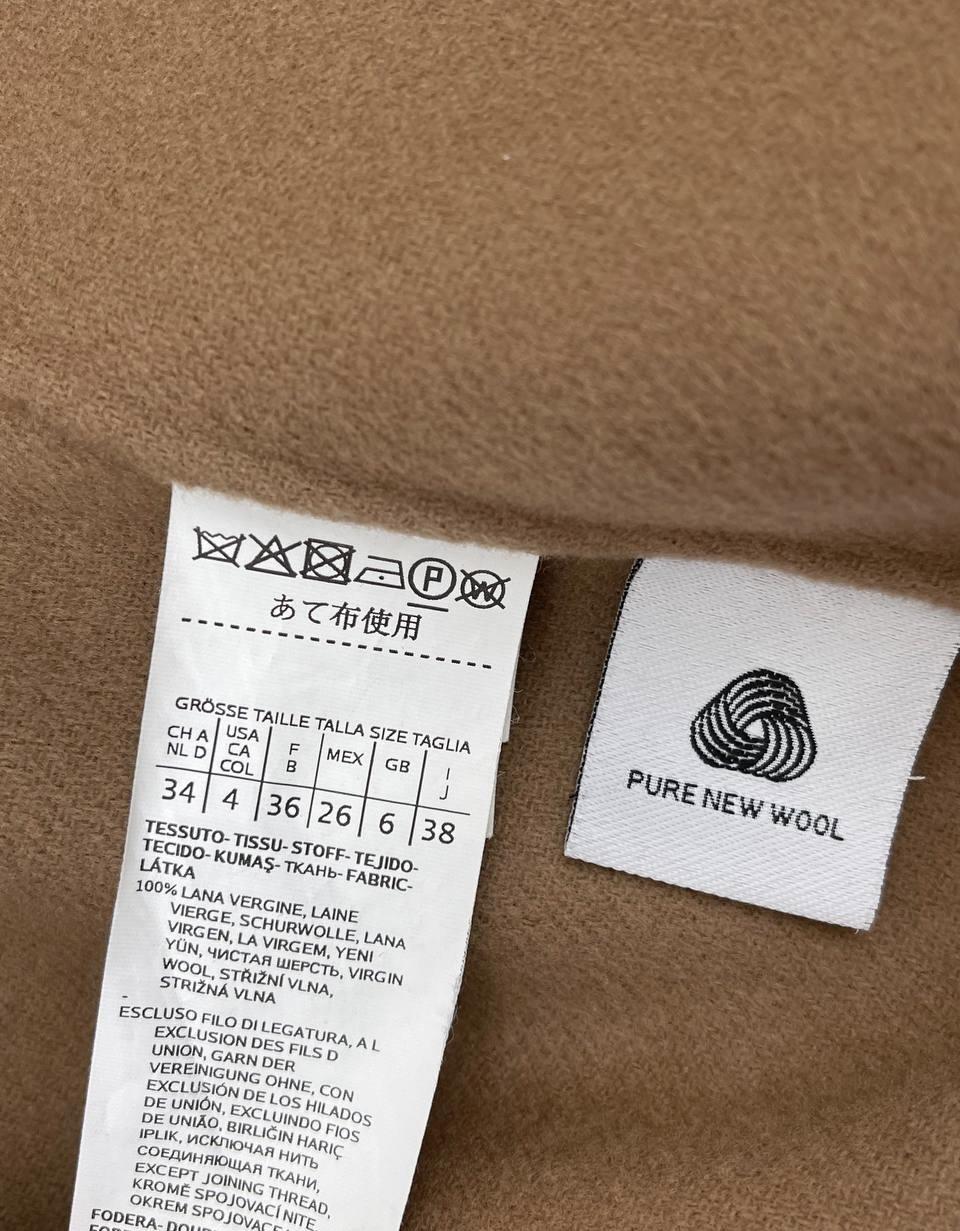 P
W
あて布使用
GRÖSSE TAILLE TALLA SIZE TAGLIA
CH A NL D
USA CA COL
F B
MEX
GB
I J
34 4 36 26 6 38
TESSUTO- TISSU- STOFF- TEJIDO-
TECIDO- KUMAŞ- ТКАНЬ- FABRIC-
LÁTKA
100% LANA VERGINE, LAINE
VIERGE, SCHURWOLLE, LANA
VIRGEN, LA VIRGEM, YENI
YÜN, ЧИСТАЯ ШЕРСТЬ, VIRGIN
WOOL, STŘIŽNÍ VLNA,
STRIŽNÁ VLNA
-
ESCLUSO FILO DI LEGATURA, A L
EXCLUSION DES FILS D
UNION, GARN DER
VEREINIGUNG OHNE, CON
EXCLUSIÓN DE LOS HILADOS
DE UNIÓN, EXCLUINDO FIOS
DE UNIÃO, BIRLIĞIN HARIÇ
IPLIK, ИСКЛЮЧАЯ НИТЬ
СОЕДИНЯЮЩАЯ ТКАНИ,
EXCEPT JOINING THREAD,
KROMĚ SPOJOVACÍ NITE,
OKREM SPOJOVACEJ
FODERA-
PURE NEW WOOL